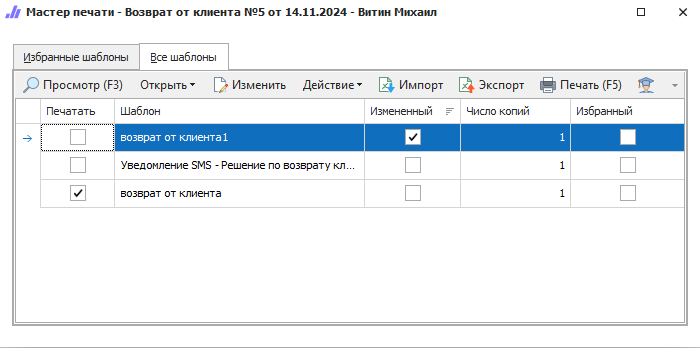 Мастер печати - Возврат от клиента №5 от 14.11.2024 - Витин Михаил
Избранные шаблоны Все шаблоны
Просмотр (F3) Открыть Изменить Действие Импорт Экспорт Печать (F5)
Печатать Шаблон Измененный Число копий Избранный
возврат от клиента1 1
Уведомление SMS - Решение по возврату кл... 1
возврат от клиента 1